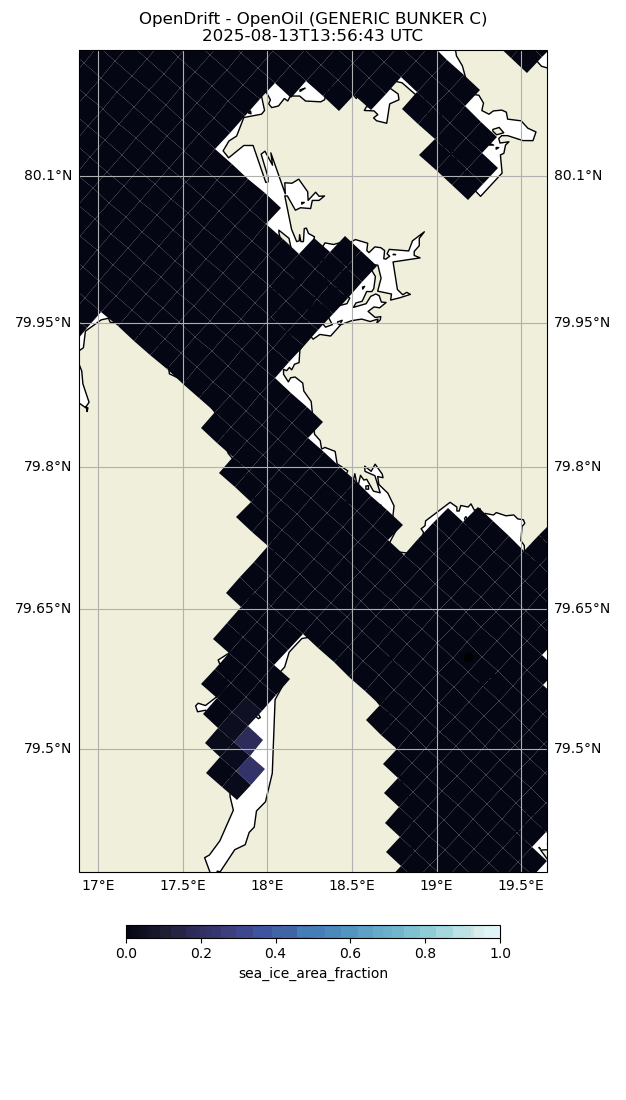 OpenDrift - OpenOil (GENERIC BUNKER C)
2025-08-13T13:56:43 UTC
80.1°N 80.1°N
79.95°N 79.95°N
79.8°N 79.8°N
79.65°N 79.65°N
79.5°N 79.5°N
17°E 17.5°E 18°E 18.5°E 19°E 19.5°E
0.0 0.2 0.4 0.6 0.8 1.0
sea_ice_area_fraction